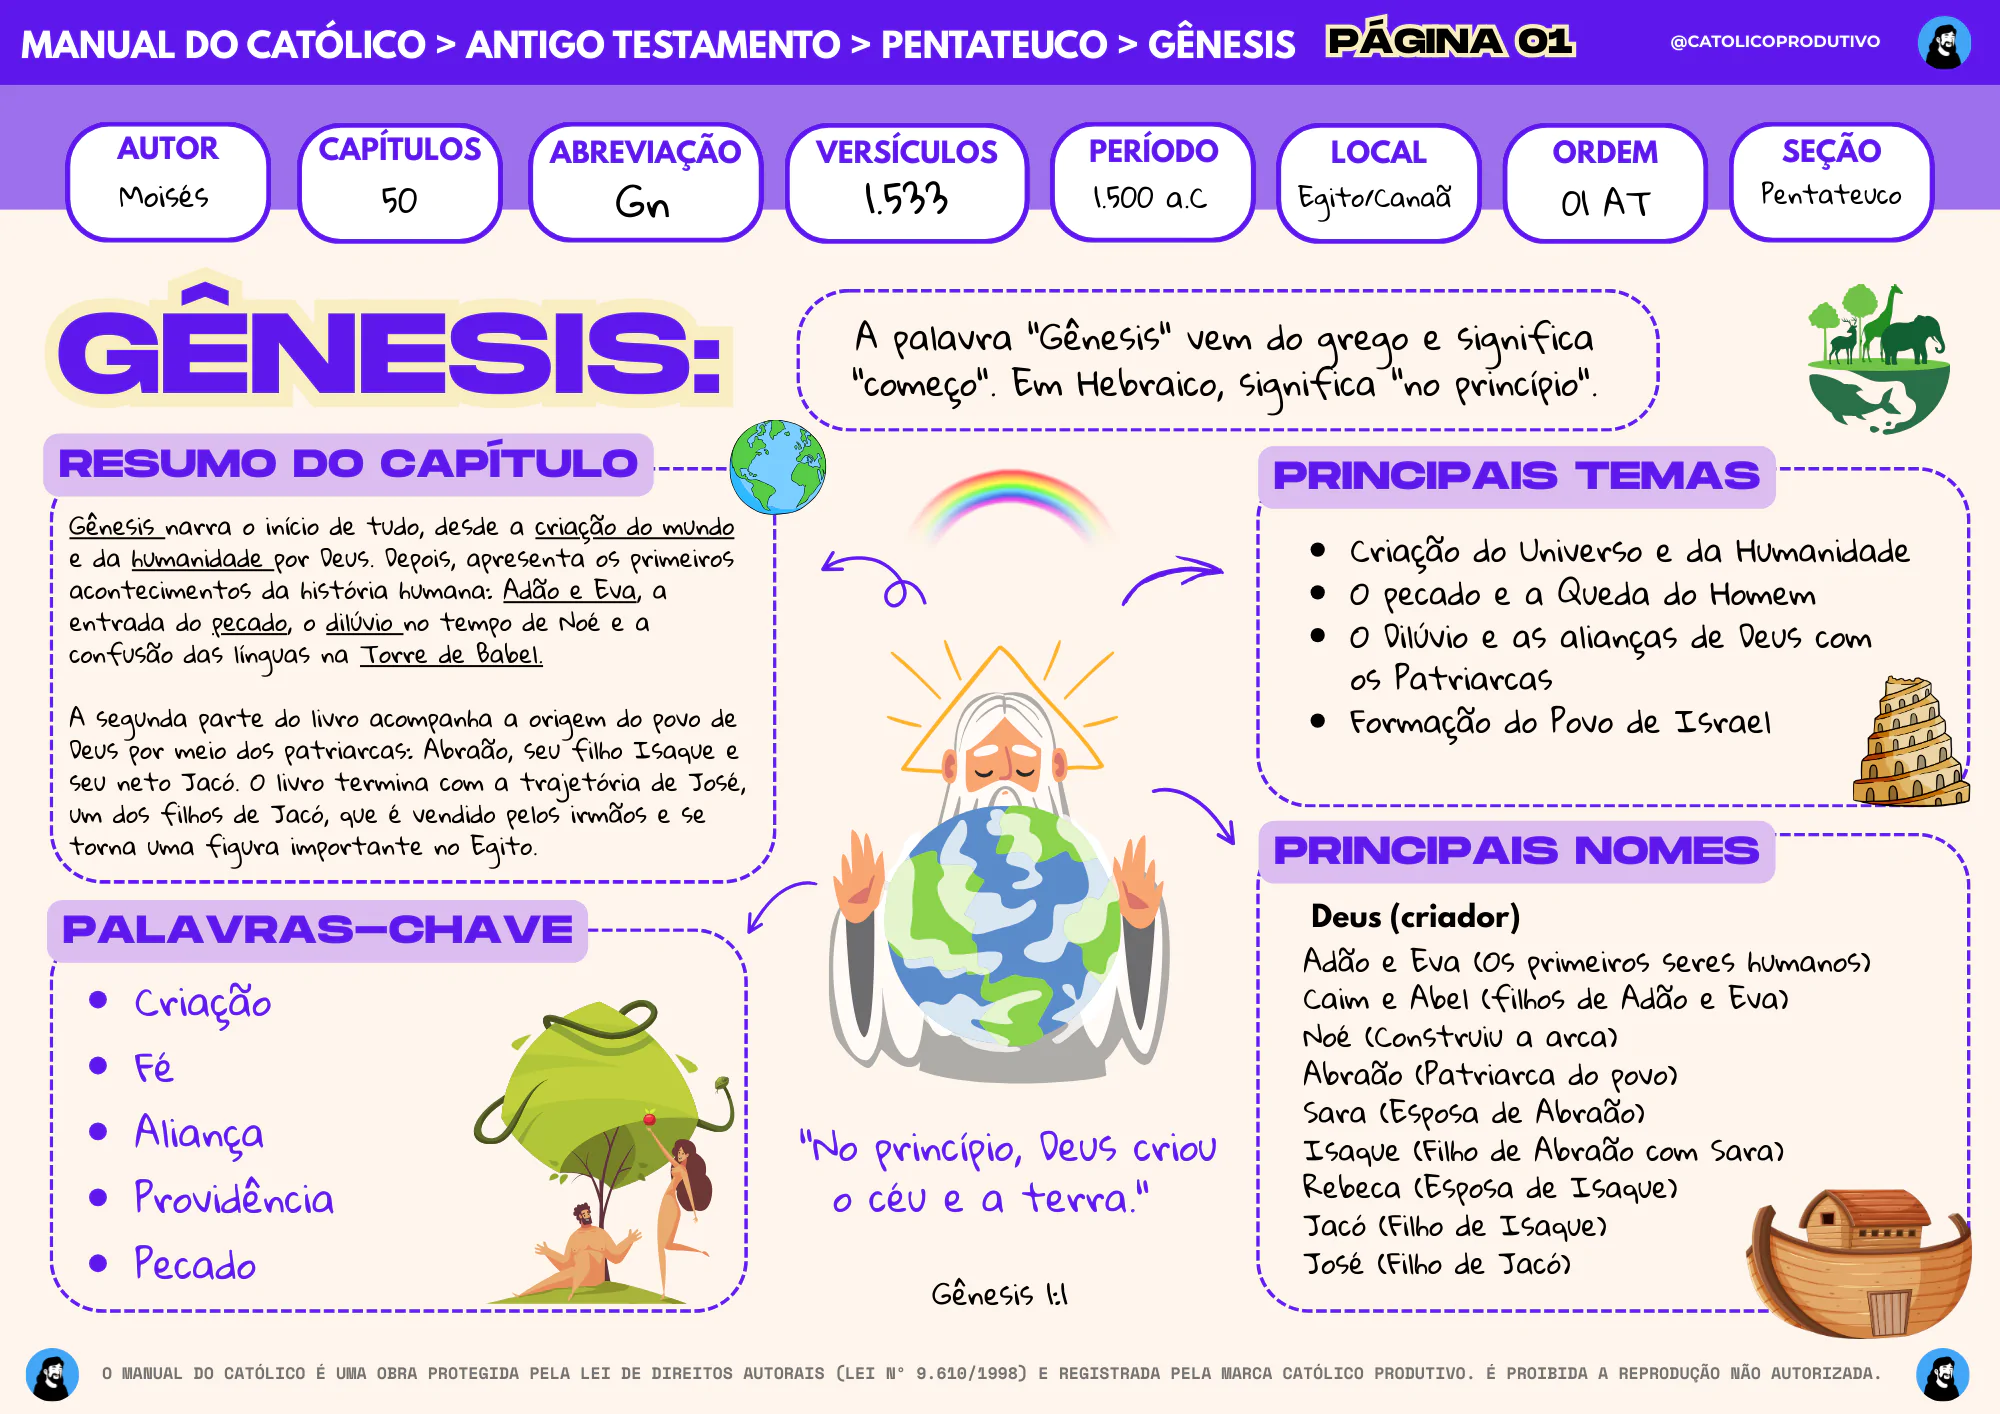 MANUAL DO CATÓLICO > ANTIGO TESTAMENTO > PENTATEUCO > GÊNESIS PÁGINA 01
@CATOLICOPRODUTIVO
AUTOR
Moisés
CAPÍTULOS
50
ABREVIAÇÃO
Gn
VERSÍCULOS
1.533
PERÍODO
1.500 a.C
LOCAL
Egito/Canaã
ORDEM
01 AT
SEÇÃO
Pentateuco
GÊNESIS:
A palavra "Gênesis" vem do grego e significa
"começo". Em Hebraico, significa "no princípio".
RESUMO DO CAPÍTULO
Gênesis narra o início de tudo, desde a criação do mundo
e da humanidade por Deus. Depois, apresenta os primeiros
acontecimentos da história humana: Adão e Eva, a
entrada do pecado, o dilúvio no tempo de Noé e a
confusão das línguas na Torre de Babel.
A segunda parte do livro acompanha a origem do povo de
Deus por meio dos patriarcas: Abraão, seu filho Isaque e
seu neto Jacó. O livro termina com a trajetória de José,
um dos filhos de Jacó, que é vendido pelos irmãos e se
torna uma figura importante no Egito.
PALAVRAS-CHAVE
Criação
Fé
Aliança
Providência
Pecado
"No princípio, Deus criou
o céu e a terra."
Gênesis 1:1
PRINCIPAIS TEMAS
Criação do Universo e da Humanidade
O pecado e a Queda do Homem
O Dilúvio e as alianças de Deus com
os Patriarcas
Formação do Povo de Israel
PRINCIPAIS NOMES
Deus (criador)
Adão e Eva (Os primeiros seres humanos)
Caim e Abel (filhos de Adão e Eva)
Noé (Construiu a arca)
Abraão (Patriarca do povo)
Sara (Esposa de Abraão)
Isaque (Filho de Abraão com Sara)
Rebeca (Esposa de Isaque)
Jacó (Filho de Isaque)
José (Filho de Jacó)
O MANUAL DO CATÓLICO É UMA OBRA PROTEGIDA PELA LEI DE DIREITOS AUTORAIS (LEI N° 9.610/1998) E REGISTRADA PELA MARCA CATÓLICO PRODUTIVO. É PROIBIDA A REPRODUÇÃO NÃO AUTORIZADA.